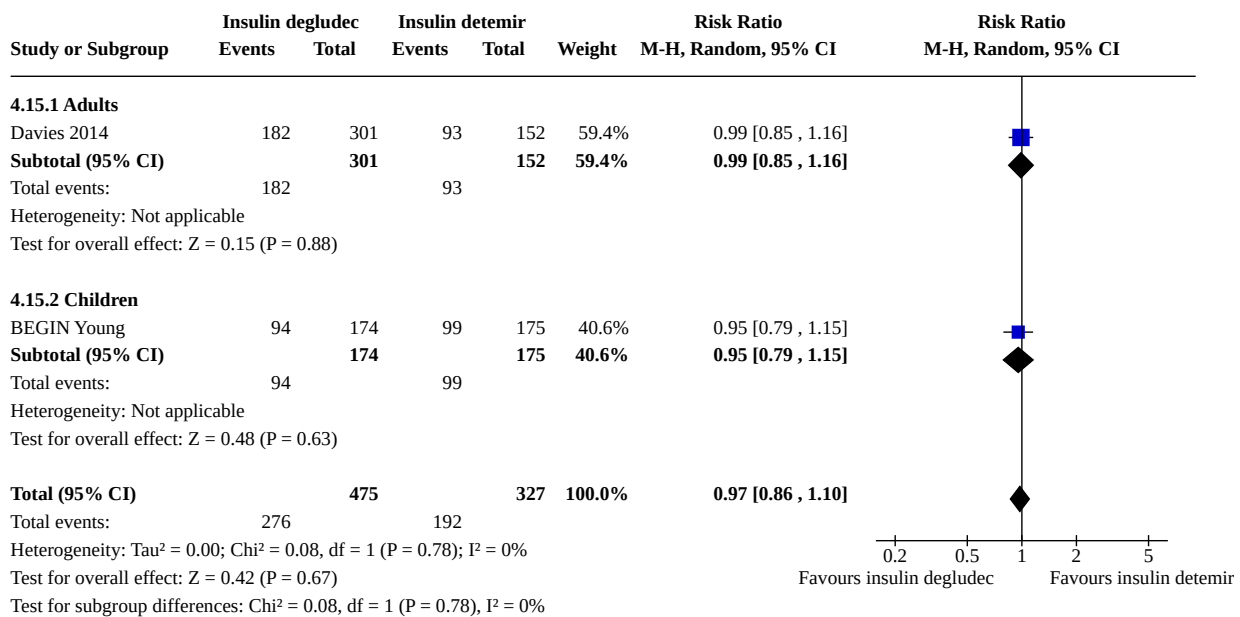 Insulin degludec Insulin detemir Risk Ratio Risk Ratio
Study or Subgroup Events Total Events Total Weight M-H, Random, 95% CI M-H, Random, 95% CI
4.15.1 Adults
Davies 2014 182 301 93 152 59.4% 0.99 [0.85 , 1.16]
Subtotal (95% CI) 301 152 59.4% 0.99 [0.85 , 1.16]
Total events: 182 93
Heterogeneity: Not applicable
Test for overall effect: Z = 0.15 (P = 0.88)
4.15.2 Children
BEGIN Young 94 174 99 175 40.6% 0.95 [0.79 , 1.15]
Subtotal (95% CI) 174 175 40.6% 0.95 [0.79 , 1.15]
Total events: 94 99
Heterogeneity: Not applicable
Test for overall effect: Z = 0.48 (P = 0.63)
Total (95% CI) 475 327 100.0% 0.97 [0.86 , 1.10]
Total events: 276 192
Heterogeneity: Tau² = 0.00; Chi² = 0.08, df = 1 (P = 0.78); I² = 0%
0.2 0.5 1 2 5
Test for overall effect: Z = 0.42 (P = 0.67)
Favours insulin degludec Favours insulin detemir
Test for subgroup differences: Chi² = 0.08, df = 1 (P = 0.78), I² = 0%